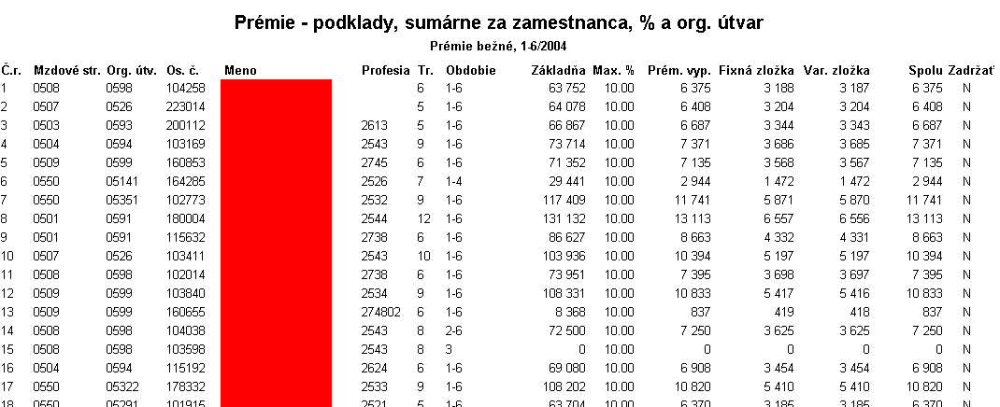 Prémie - podklady, sumárne za zamestnanca, % a org. útvar
Prémie bežné, 1-6/2004
Č.r. Mzdové str. Org. útv. Os. č. Meno Profesia Tr. Obdobie Základňa Max. % Prém. vyp. Fixná zložka Var. zložka Spolu Zadržať
1 0508 0598 104258 6 1-6 63 752 10.00 6 375 3 188 3 187 6 375 N
2 0507 0526 223014 5 1-6 64 078 10.00 6 408 3 204 3 204 6 408 N
3 0503 0593 200112 2613 5 1-6 66 867 10.00 6 687 3 344 3 343 6 687 N
4 0504 0594 103169 2543 9 1-6 73 714 10.00 7 371 3 686 3 685 7 371 N
5 0509 0599 160853 2745 6 1-6 71 352 10.00 7 135 3 568 3 567 7 135 N
6 0550 05141 164285 2526 7 1-4 29 441 10.00 2 944 1 472 1 472 2 944 N
7 0550 05351 102773 2532 9 1-6 117 409 10.00 11 741 5 871 5 870 11 741 N
8 0501 0591 180004 2544 12 1-6 131 132 10.00 13 113 6 557 6 556 13 113 N
9 0501 0591 115632 2738 6 1-6 86 627 10.00 8 663 4 332 4 331 8 663 N
10 0507 0526 103411 2543 10 1-6 103 936 10.00 10 394 5 197 5 197 10 394 N
11 0508 0598 102014 2738 6 1-6 73 951 10.00 7 395 3 698 3 697 7 395 N
12 0509 0599 103840 2534 9 1-6 108 331 10.00 10 833 5 417 5 416 10 833 N
13 0509 0599 160655 274802 6 1-6 8 368 10.00 837 419 418 837 N
14 0508 0598 104038 2543 8 2-6 72 500 10.00 7 250 3 625 3 625 7 250 N
15 0508 0598 103598 2543 8 3 0 10.00 0 0 0 0 N
16 0504 0594 115192 2624 6 1-6 69 080 10.00 6 908 3 454 3 454 6 908 N
17 0550 05322 178332 2533 9 1-6 108 202 10.00 10 820 5 410 5 410 10 820 N
18 0550 05291 101915 2521 5 1-6 63 704 10.00 6 370 3 185 3 185 6 370 N